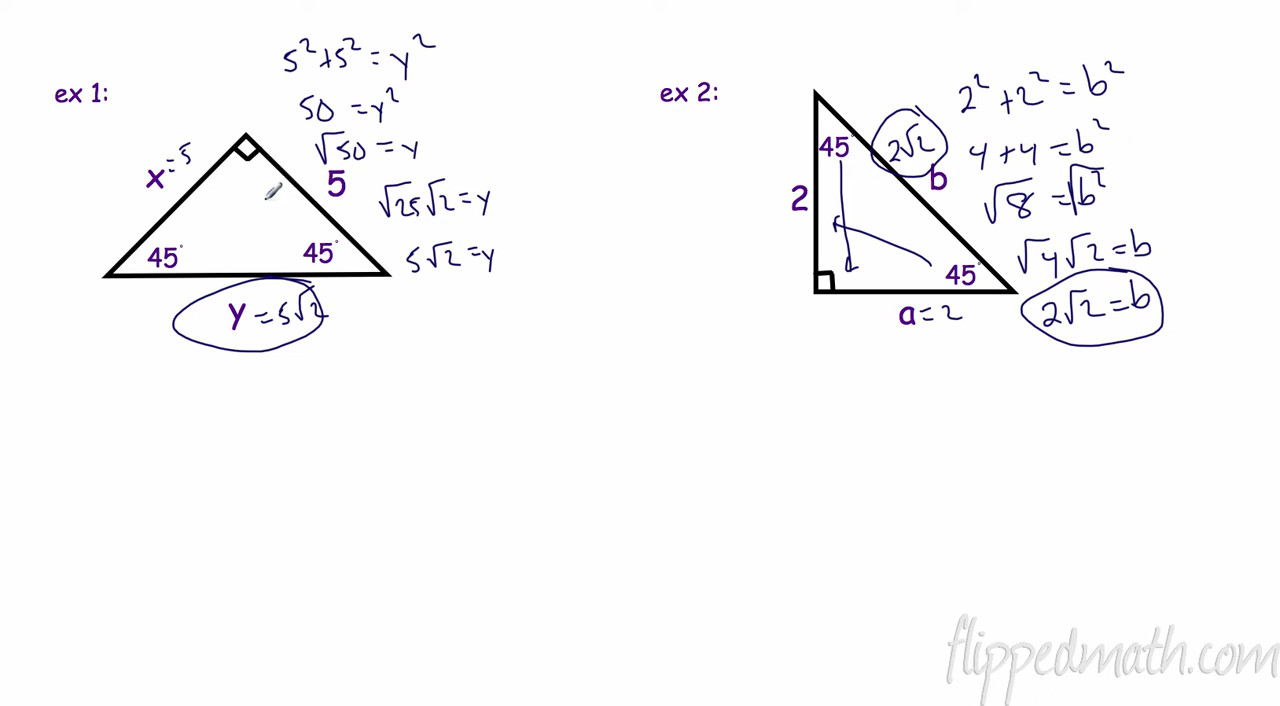 ex 1:
5² + 5² = y²
50 = y²
√50 = y
√25√2 = y
5√2 = y
x = 5
5
45°
45°
y = 5√2
ex 2:
2² + 2² = b²
4 + 4 = b²
√8 = √b²
√4√2 = b
2√2 = b
45°
2√2
b
2
45°
a = 2
flippedmath.com